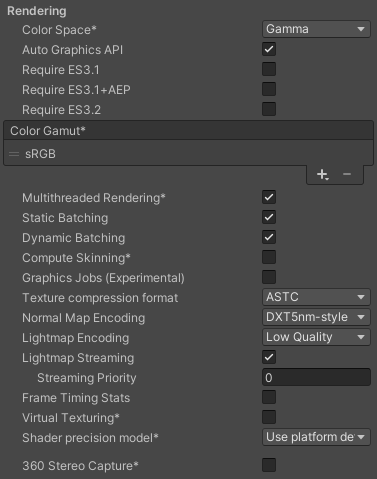 Rendering
Color Space* Gamma
Auto Graphics API
Require ES3.1
Require ES3.1+AEP
Require ES3.2
Color Gamut*
sRGB
Multithreaded Rendering*
Static Batching
Dynamic Batching
Compute Skinning*
Graphics Jobs (Experimental)
Texture compression format ASTC
Normal Map Encoding DXT5nm-style
Lightmap Encoding Low Quality
Lightmap Streaming
Streaming Priority 0
Frame Timing Stats
Virtual Texturing*
Shader precision model* Use platform de
360 Stereo Capture*